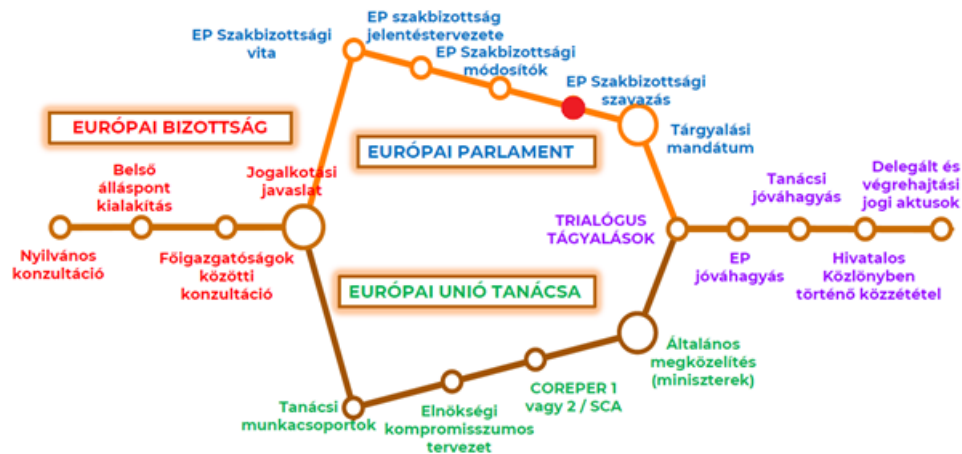 EP Szakbizottsági
vita
EP szakbizottság
jelentéstervezete
EP Szakbizottsági
módosítók
EP Szakbizottsági
szavazás
Tárgyalási
mandátum
EURÓPAI BIZOTTSÁG
EURÓPAI PARLAMENT
Belső
álláspont
kialakítás
Jogalkotási
javaslat
Nyilvános
konzultáció
Főigazgatóságok
közötti
konzultáció
TRIALÓGUS
TÁGYALÁSOK
Tanácsi
jóváhagyás
Delegált és
végrehajtási
jogi aktusok
EP
jóváhagyás
Hivatalos
Közlönyben
történő közzététel
EURÓPAI UNIÓ TANÁCSA
Tanácsi
munkacsoportok
Elnökségi
kompromisszumos
tervezet
COREPER 1
vagy 2 / SCA
Általános
megközelítés
(miniszterek)